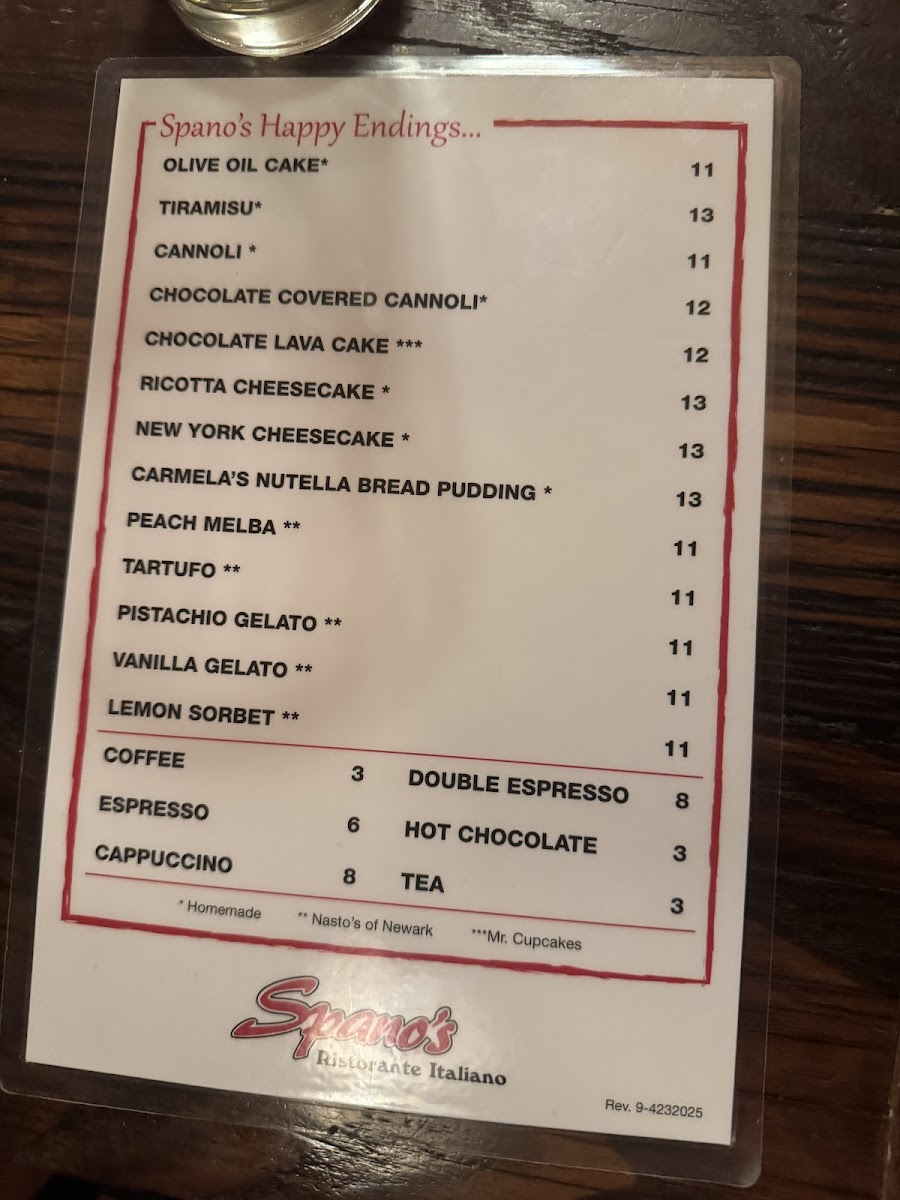 Spano's Happy Endings...
OLIVE OIL CAKE* 11
TIRAMISU* 13
CANNOLI * 11
CHOCOLATE COVERED CANNOLI* 12
CHOCOLATE LAVA CAKE *** 12
RICOTTA CHEESECAKE * 13
NEW YORK CHEESECAKE * 13
CARMELA'S NUTELLA BREAD PUDDING * 13
PEACH MELBA ** 11
TARTUFO ** 11
PISTACHIO GELATO ** 11
VANILLA GELATO ** 11
LEMON SORBET ** 11
COFFEE 3 DOUBLE ESPRESSO 8
ESPRESSO 6 HOT CHOCOLATE 3
CAPPUCCINO 8 TEA 3
* Homemade ** Nasto's of Newark ***Mr. Cupcakes
Spano's
Ristorante Italiano
Rev. 9-4232025